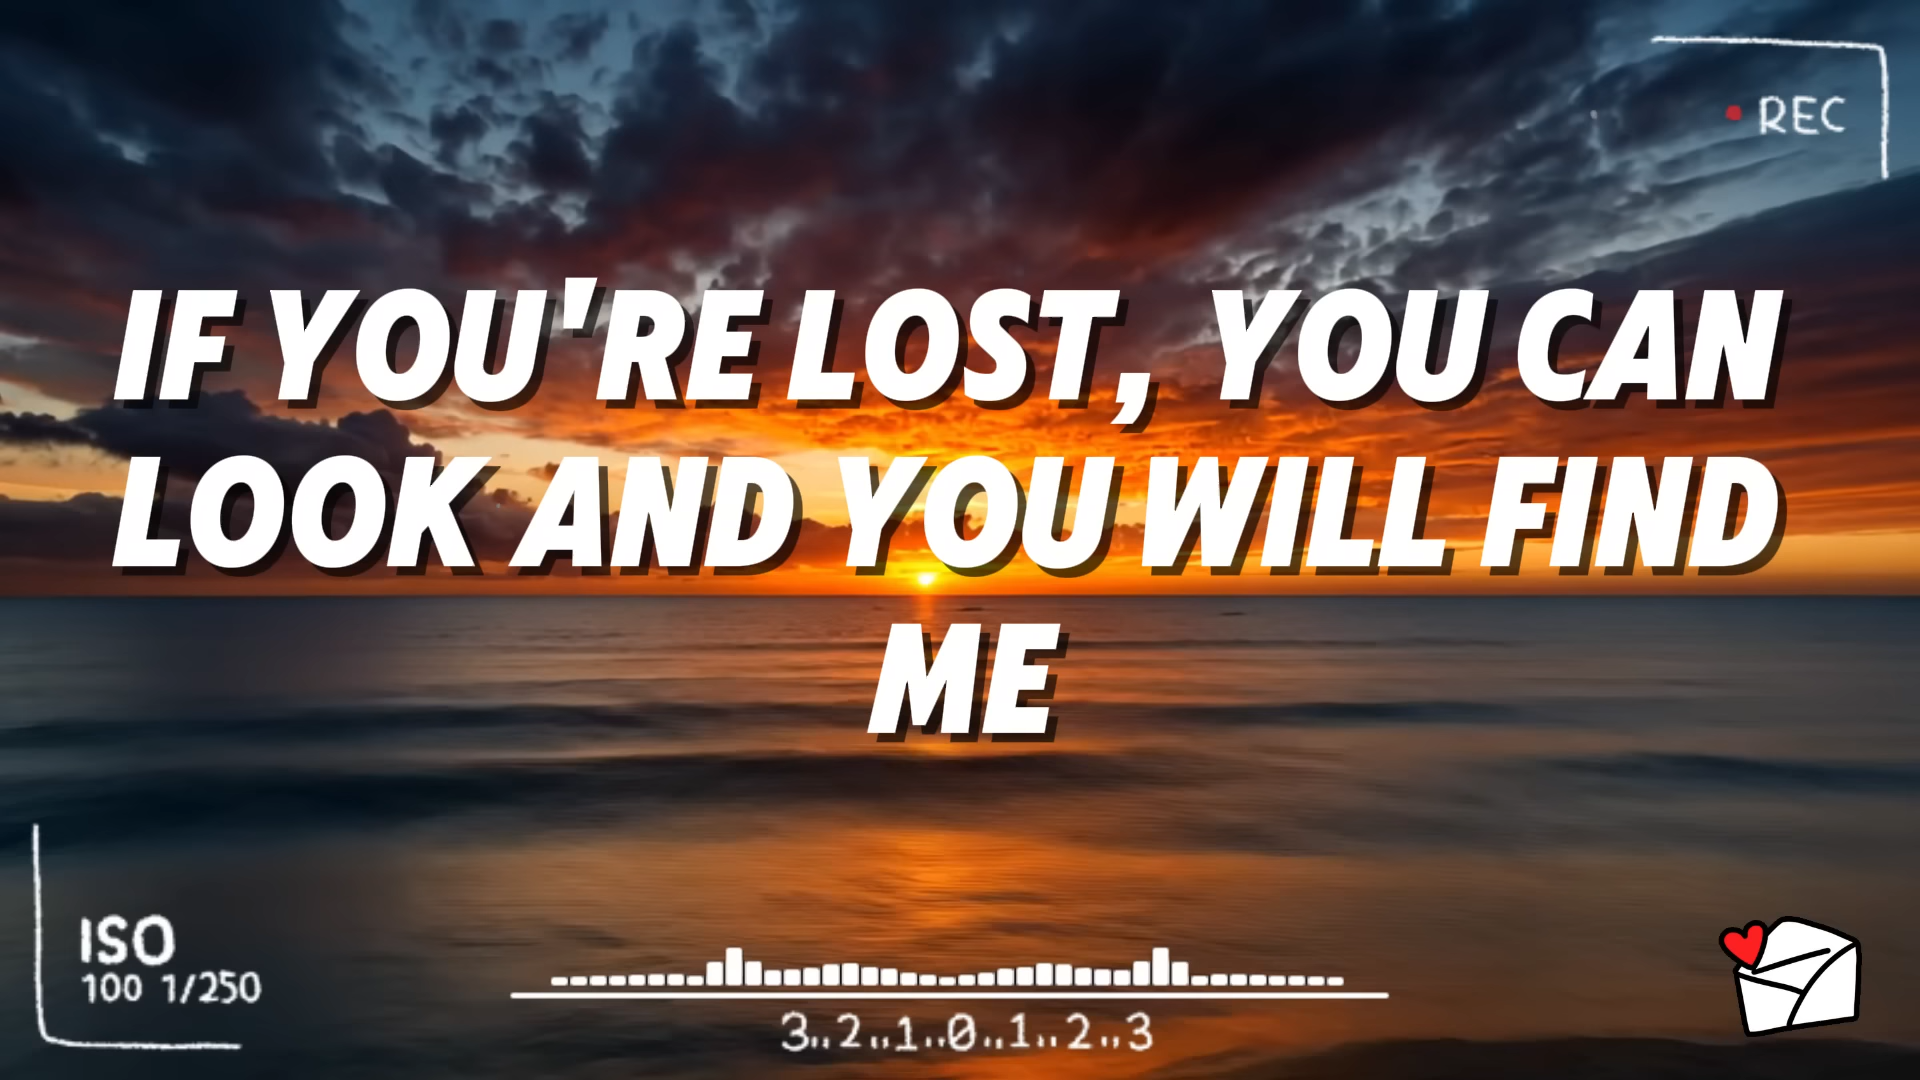 REC
IF YOU'RE LOST, YOU CAN
LOOK AND YOU WILL FIND
ME
ISO
100 1/250
3..2..1..0..1..2..3